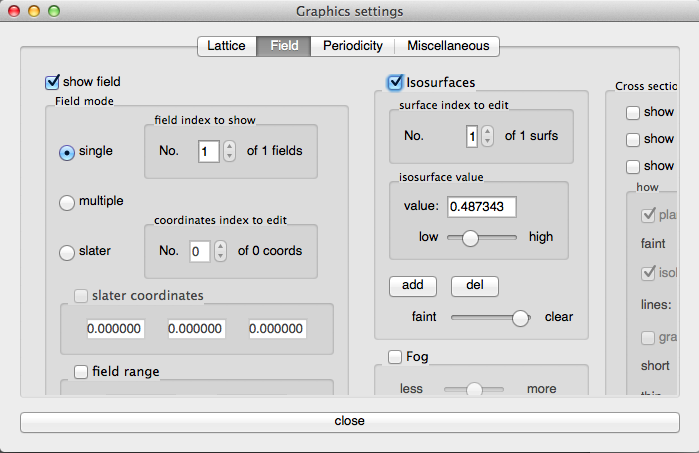 Graphics settings
Lattice Field Periodicity Miscellaneous
show field
Field mode
single
field index to show
No. 1 of 1 fields
multiple
slater
coordinates index to edit
No. 0 of 0 coords
slater coordinates
0.000000 0.000000 0.000000
field range
Isosurfaces
surface index to edit
No. 1 of 1 surfs
isosurface value
value: 0.487343
low high
add del
faint clear
Fog
less more
Cross sectio
show
show
show
how
plan
faint
isol
lines:
gra
short
thin
close